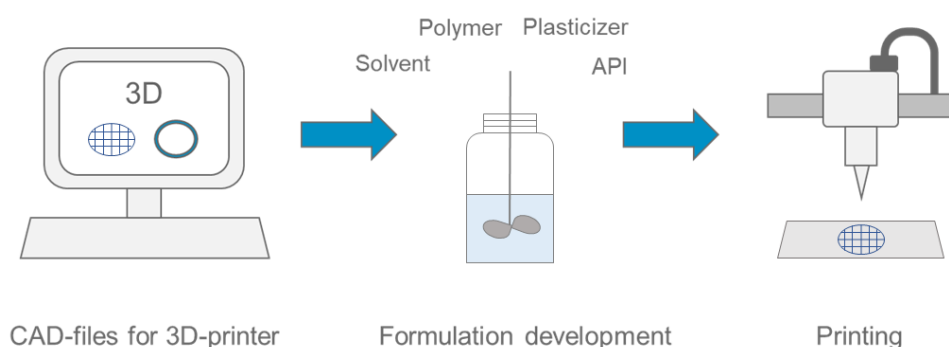 3D
Solvent
Polymer
Plasticizer
API
CAD-files for 3D-printer
Formulation development
Printing